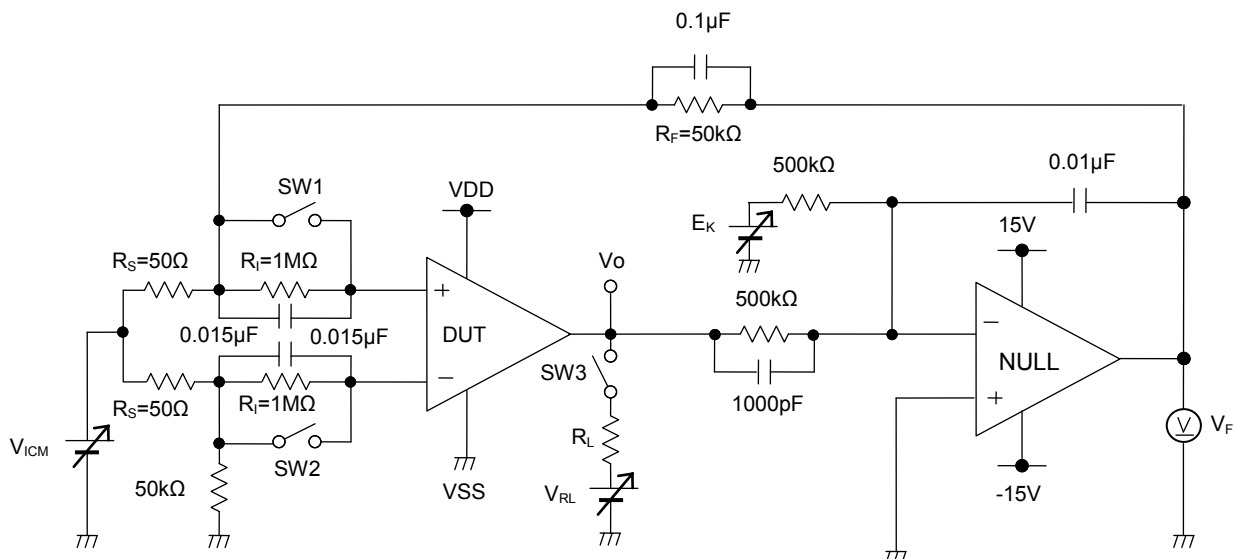 0.1µF
RF=50kΩ
500kΩ
0.01µF
SW1
VDD
EK
15V
RS=50Ω
RI=1MΩ
Vo
500kΩ
+
0.015µF
0.015µF
DUT
−
NULL
−
SW3
1000pF
+
RS=50Ω
RI=1MΩ
RL
V
VF
VICM
SW2
50kΩ
VSS
VRL
-15V